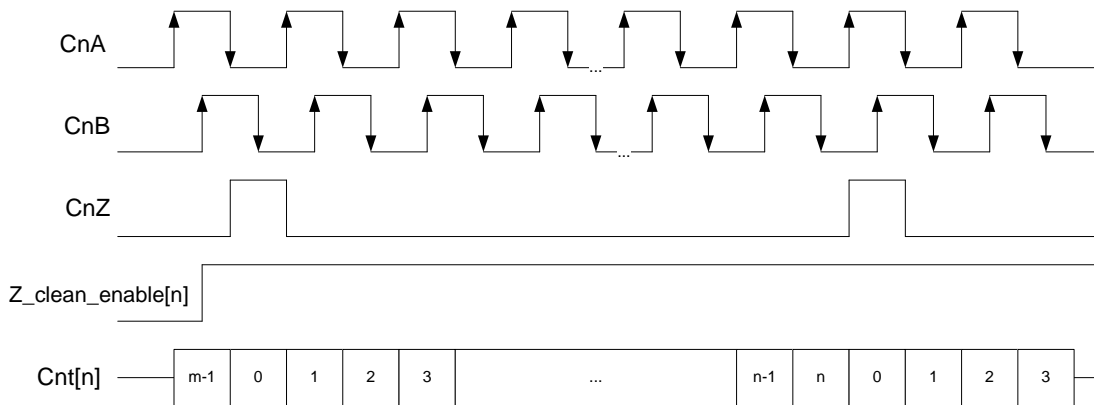 CnA
...
CnB
...
CnZ
Z_clean_enable[n]
Cnt[n] m-1 0 1 2 3 ... n-1 n 0 1 2 3